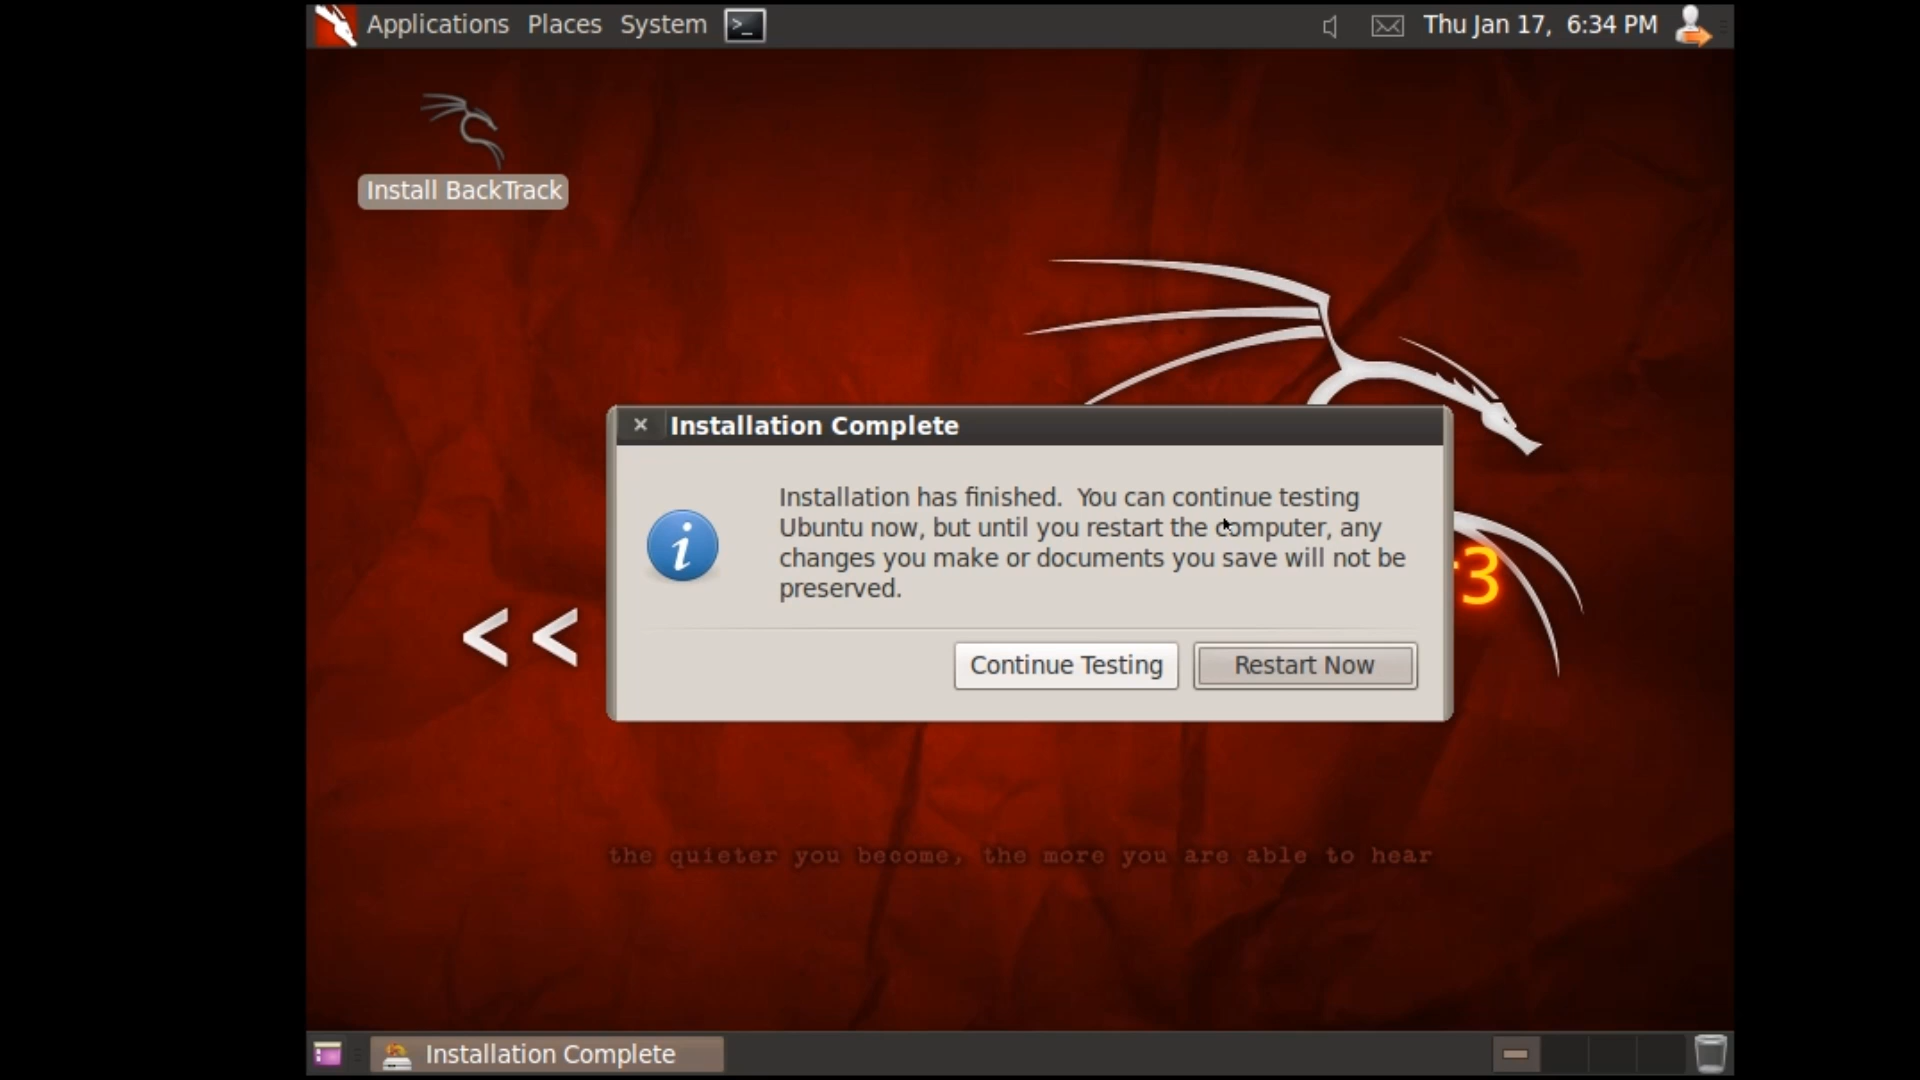 Applications Places System
Thu Jan 17, 6:34 PM
Install BackTrack
Installation Complete
Installation has finished. You can continue testing
Ubuntu now, but until you restart the computer, any
changes you make or documents you save will not be
preserved.
3
<<
Continue Testing Restart Now
the quieter you become, the more you are able to hear
Installation Complete